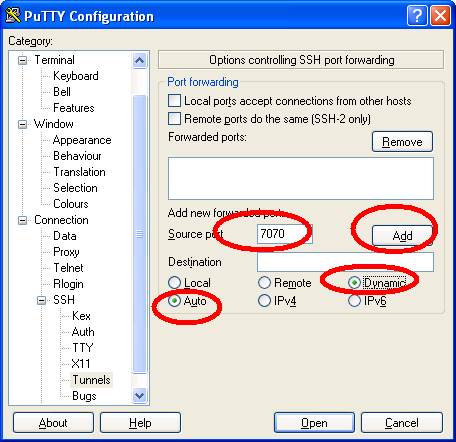 PuTTY Configuration
Category:
Terminal
Keyboard
Bell
Features
Window
Appearance
Behaviour
Translation
Selection
Colours
Connection
Data
Proxy
Telnet
Rlogin
SSH
Kex
Auth
TTY
X11
Tunnels
Bugs
Options controlling SSH port forwarding
Port forwarding
Local ports accept connections from other hosts
Remote ports do the same (SSH-2 only)
Forwarded ports:
Remove
Add new forwarded port:
Source port 7070 Add
Destination
Local Remote Dynamic
Auto IPv4 IPv6
About Help Open Cancel